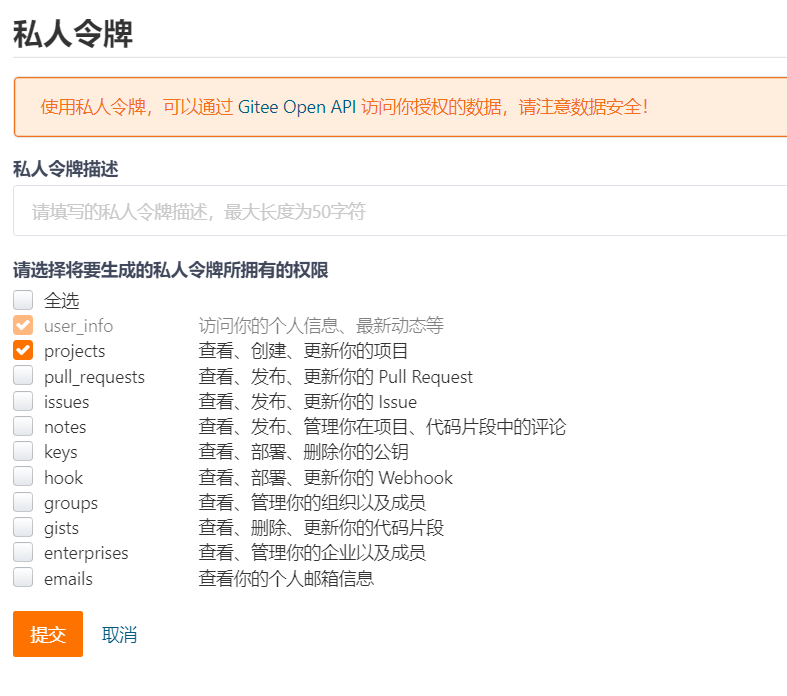 私人令牌
使用私人令牌，可以通过 Gitee Open API 访问你授权的数据，请注意数据安全！
私人令牌描述
请填写的私人令牌描述，最大长度为50字符
请选择将要生成的私人令牌所拥有的权限
全选
user_info 访问你的个人信息、最新动态等
projects 查看、创建、更新你的项目
pull_requests 查看、发布、更新你的 Pull Request
issues 查看、发布、更新你的 Issue
notes 查看、发布、管理你在项目、代码片段中的评论
keys 查看、部署、删除你的公钥
hook 查看、部署、更新你的 Webhook
groups 查看、管理你的组织以及成员
gists 查看、删除、更新你的代码片段
enterprises 查看、管理你的企业以及成员
emails 查看你的个人邮箱信息
提交 取消